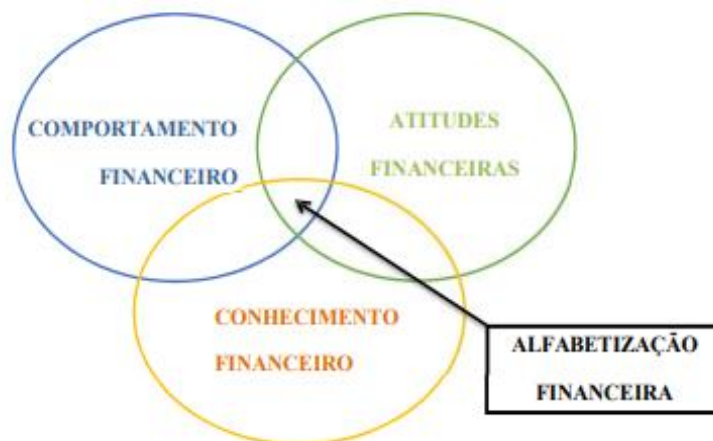 COMPORTAMENTO
FINANCEIRO
ATITUDES
FINANCEIRAS
CONHECIMENTO
FINANCEIRO
ALFABETIZAÇÃO
FINANCEIRA